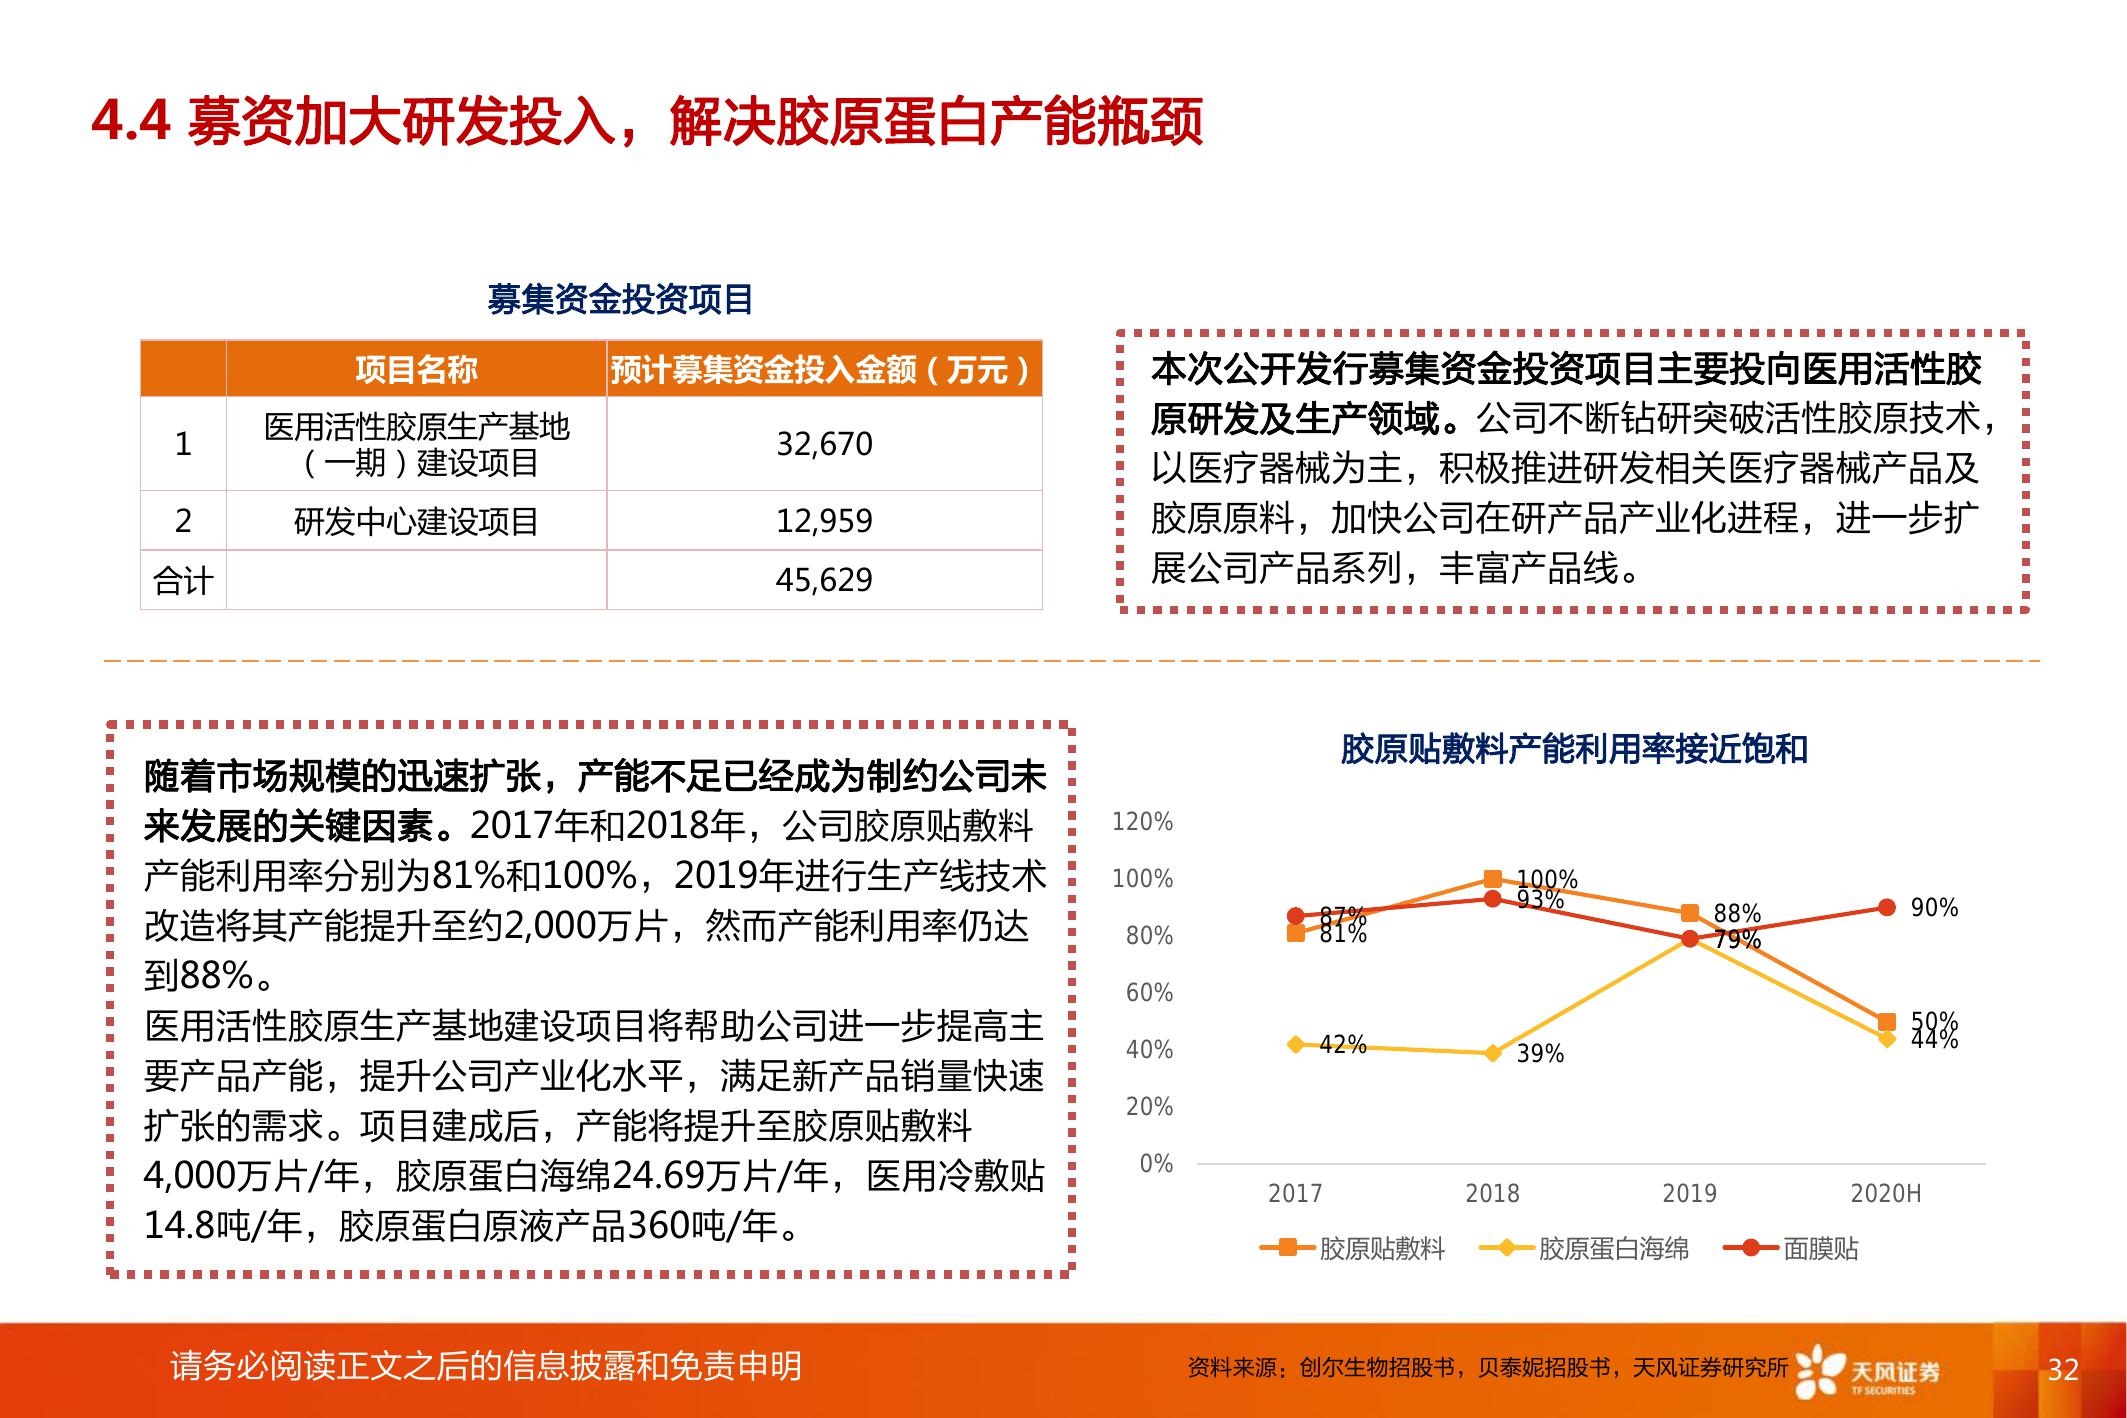 4.4 募资加大研发投入，解决胶原蛋白产能瓶颈
募集资金投资项目
项目名称 预计募集资金投入金额（万元）
1 医用活性胶原生产基地
（一期）建设项目 32,670
2 研发中心建设项目 12,959
合计 45,629
本次公开发行募集资金投资项目主要投向医用活性胶
原研发及生产领域。公司不断钻研突破活性胶原技术，
以医疗器械为主，积极推进研发相关医疗器械产品及
胶原原料，加快公司在研产品产业化进程，进一步扩
展公司产品系列，丰富产品线。
随着市场规模的迅速扩张，产能不足已经成为制约公司未
来发展的关键因素。2017年和2018年，公司胶原贴敷料
产能利用率分别为81%和100%，2019年进行生产线技术
改造将其产能提升至约2,000万片，然而产能利用率仍达
到88%。
医用活性胶原生产基地建设项目将帮助公司进一步提高主
要产品产能，提升公司产业化水平，满足新产品销量快速
扩张的需求。项目建成后，产能将提升至胶原贴敷料
4,000万片/年，胶原蛋白海绵24.69万片/年，医用冷敷贴
14.8吨/年，胶原蛋白原液产品360吨/年。
胶原贴敷料产能利用率接近饱和
120%
100%
80%
60%
40%
20%
0%
87%
81%
42%
100%
93%
39%
88%
79%
90%
50%
44%
2017 2018 2019 2020H
胶原贴敷料 胶原蛋白海绵 面膜贴
请务必阅读正文之后的信息披露和免责申明
资料来源：创尔生物招股书，贝泰妮招股书，天风证券研究所
天风证券
TF SECURITIES
32